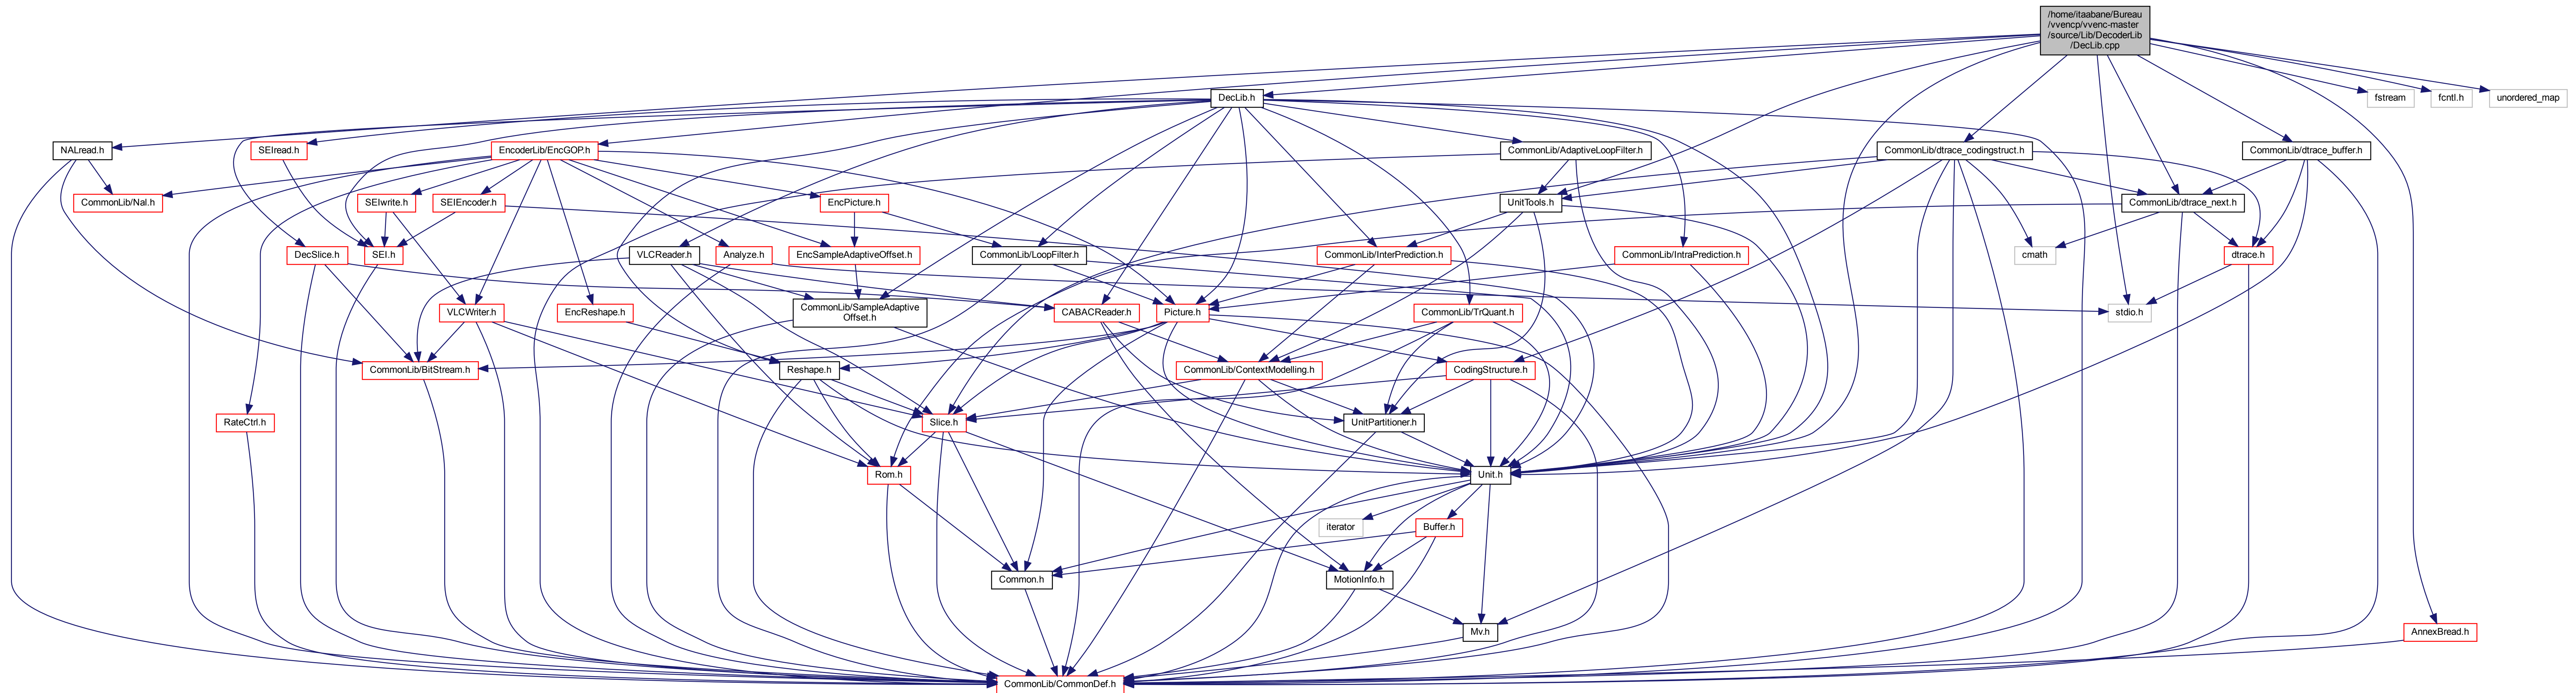 /home/itaabane/Bureau
/vvencp/vvenc-master
/source/Lib/DecoderLib
/DecLib.cpp
DecLib.h
fstream
fcntl.h
unordered_map
NALread.h
SEIread.h
EncoderLib/EncGOP.h
CommonLib/AdaptiveLoopFilter.h
CommonLib/dtrace_codingstruct.h
CommonLib/dtrace_buffer.h
CommonLib/Nal.h
SEIwrite.h
SEIEncoder.h
EncPicture.h
UnitTools.h
CommonLib/dtrace_next.h
DecSlice.h
SEI.h
VLCReader.h
Analyze.h
EncSampleAdaptiveOffset.h
CommonLib/LoopFilter.h
CommonLib/InterPrediction.h
CommonLib/IntraPrediction.h
cmath
dtrace.h
VLCWriter.h
EncReshape.h
CommonLib/SampleAdaptive
Offset.h
CABACReader.h
Picture.h
CommonLib/TrQuant.h
stdio.h
CommonLib/BitStream.h
Reshape.h
CommonLib/ContextModelling.h
CodingStructure.h
RateCtrl.h
Slice.h
UnitPartitioner.h
Rom.h
Unit.h
iterator
Buffer.h
Common.h
MotionInfo.h
Mv.h
AnnexBread.h
CommonLib/CommonDef.h